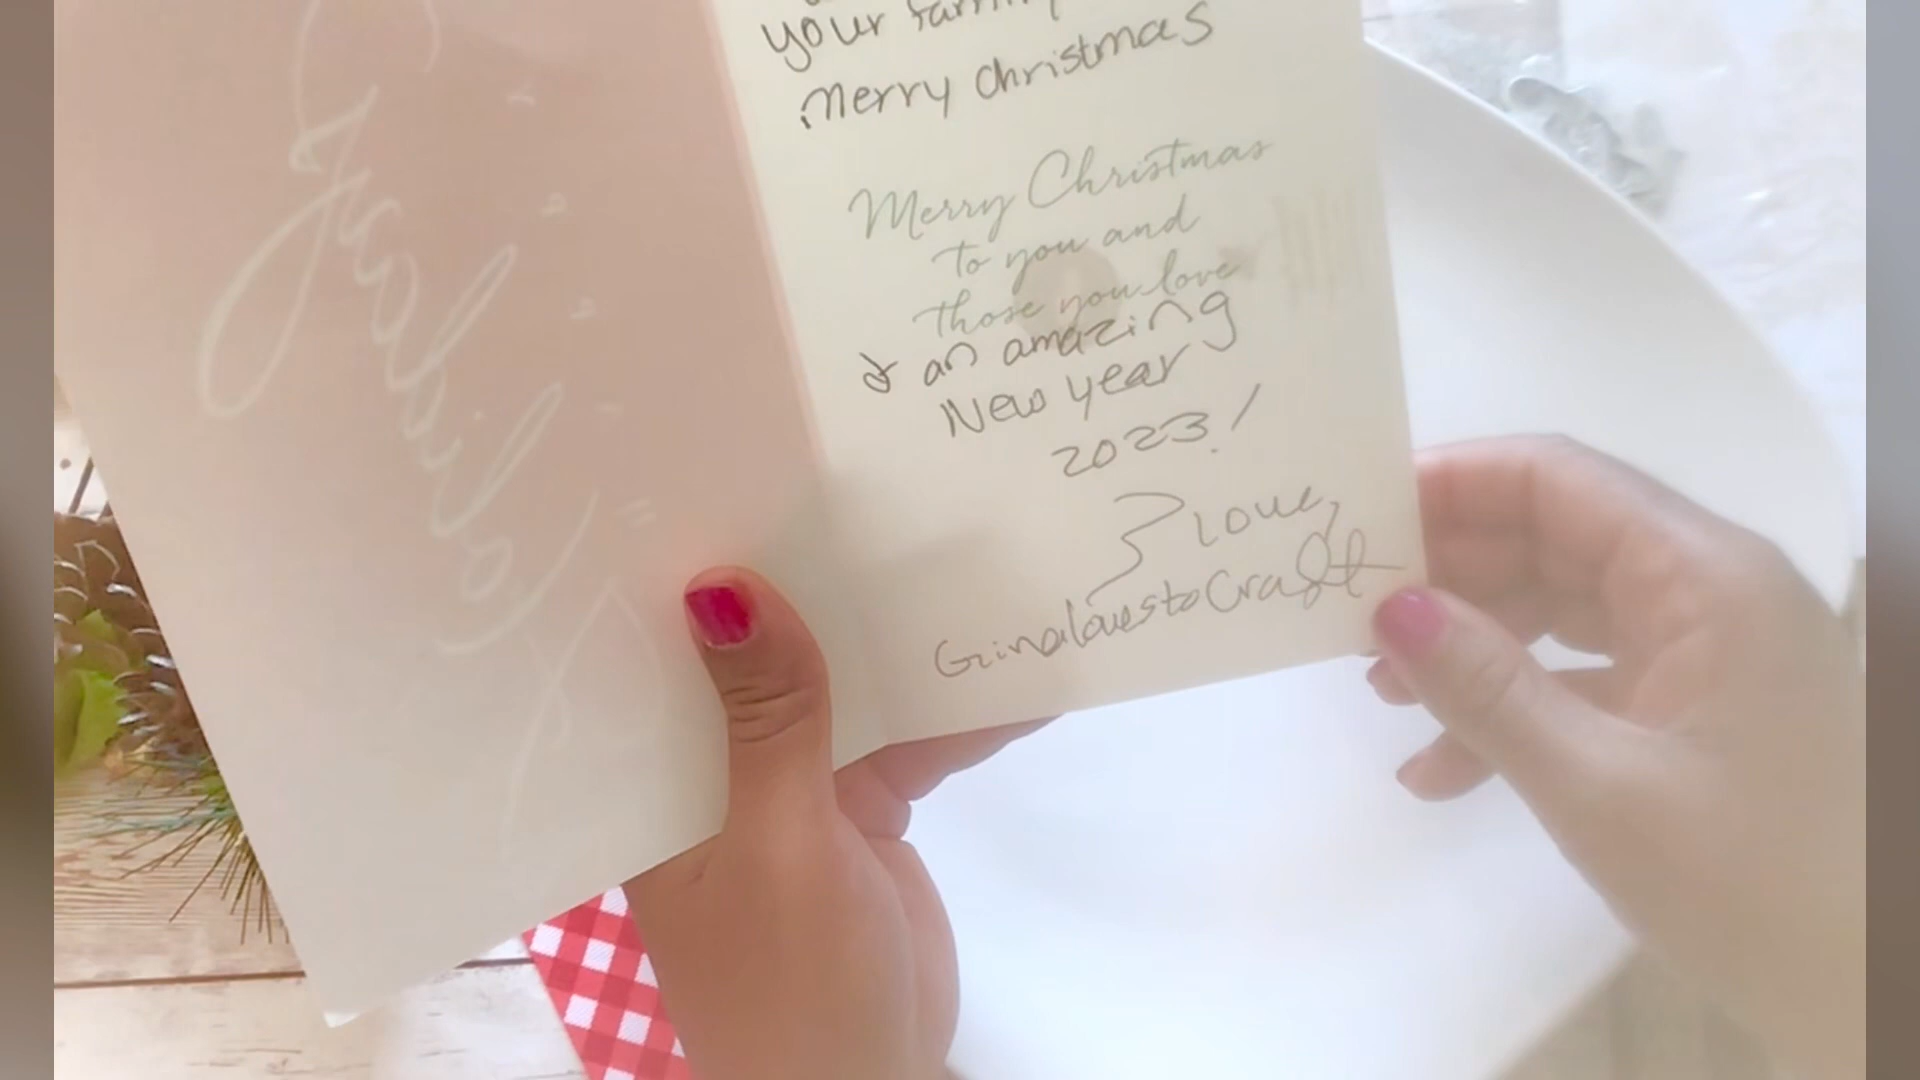 your family
Merry Christmas
Merry Christmas
to you and
those you love
& an amazing
New year
2023!
love,
GinalovestoCraft